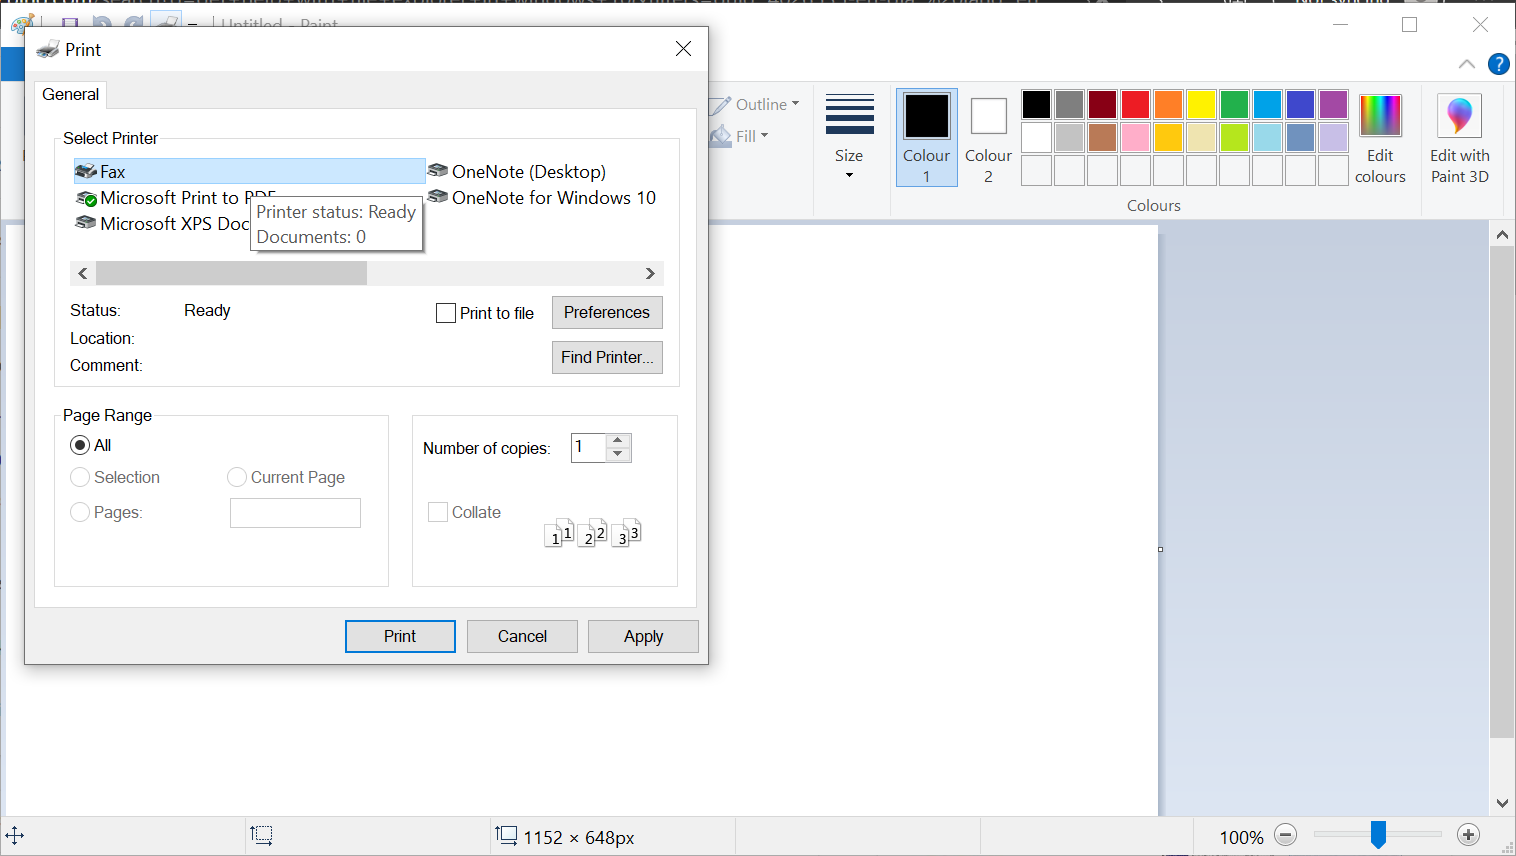 Untitled - Paint
Print
General
Select Printer
Fax
OneNote (Desktop)
Microsoft Print to PDF
OneNote for Windows 10
Microsoft XPS Doc
Printer status: Ready
Documents: 0
Status: Ready
Print to file
Preferences
Location:
Find Printer...
Comment:
Page Range
All
Selection
Current Page
Pages:
Number of copies: 1
Collate
1 1 2 2 3 3
Print
Cancel
Apply
Outline
Fill
Size
Colour
1
Colour
2
Edit
colours
Edit with
Paint 3D
Colours
?
1152 × 648px
100%